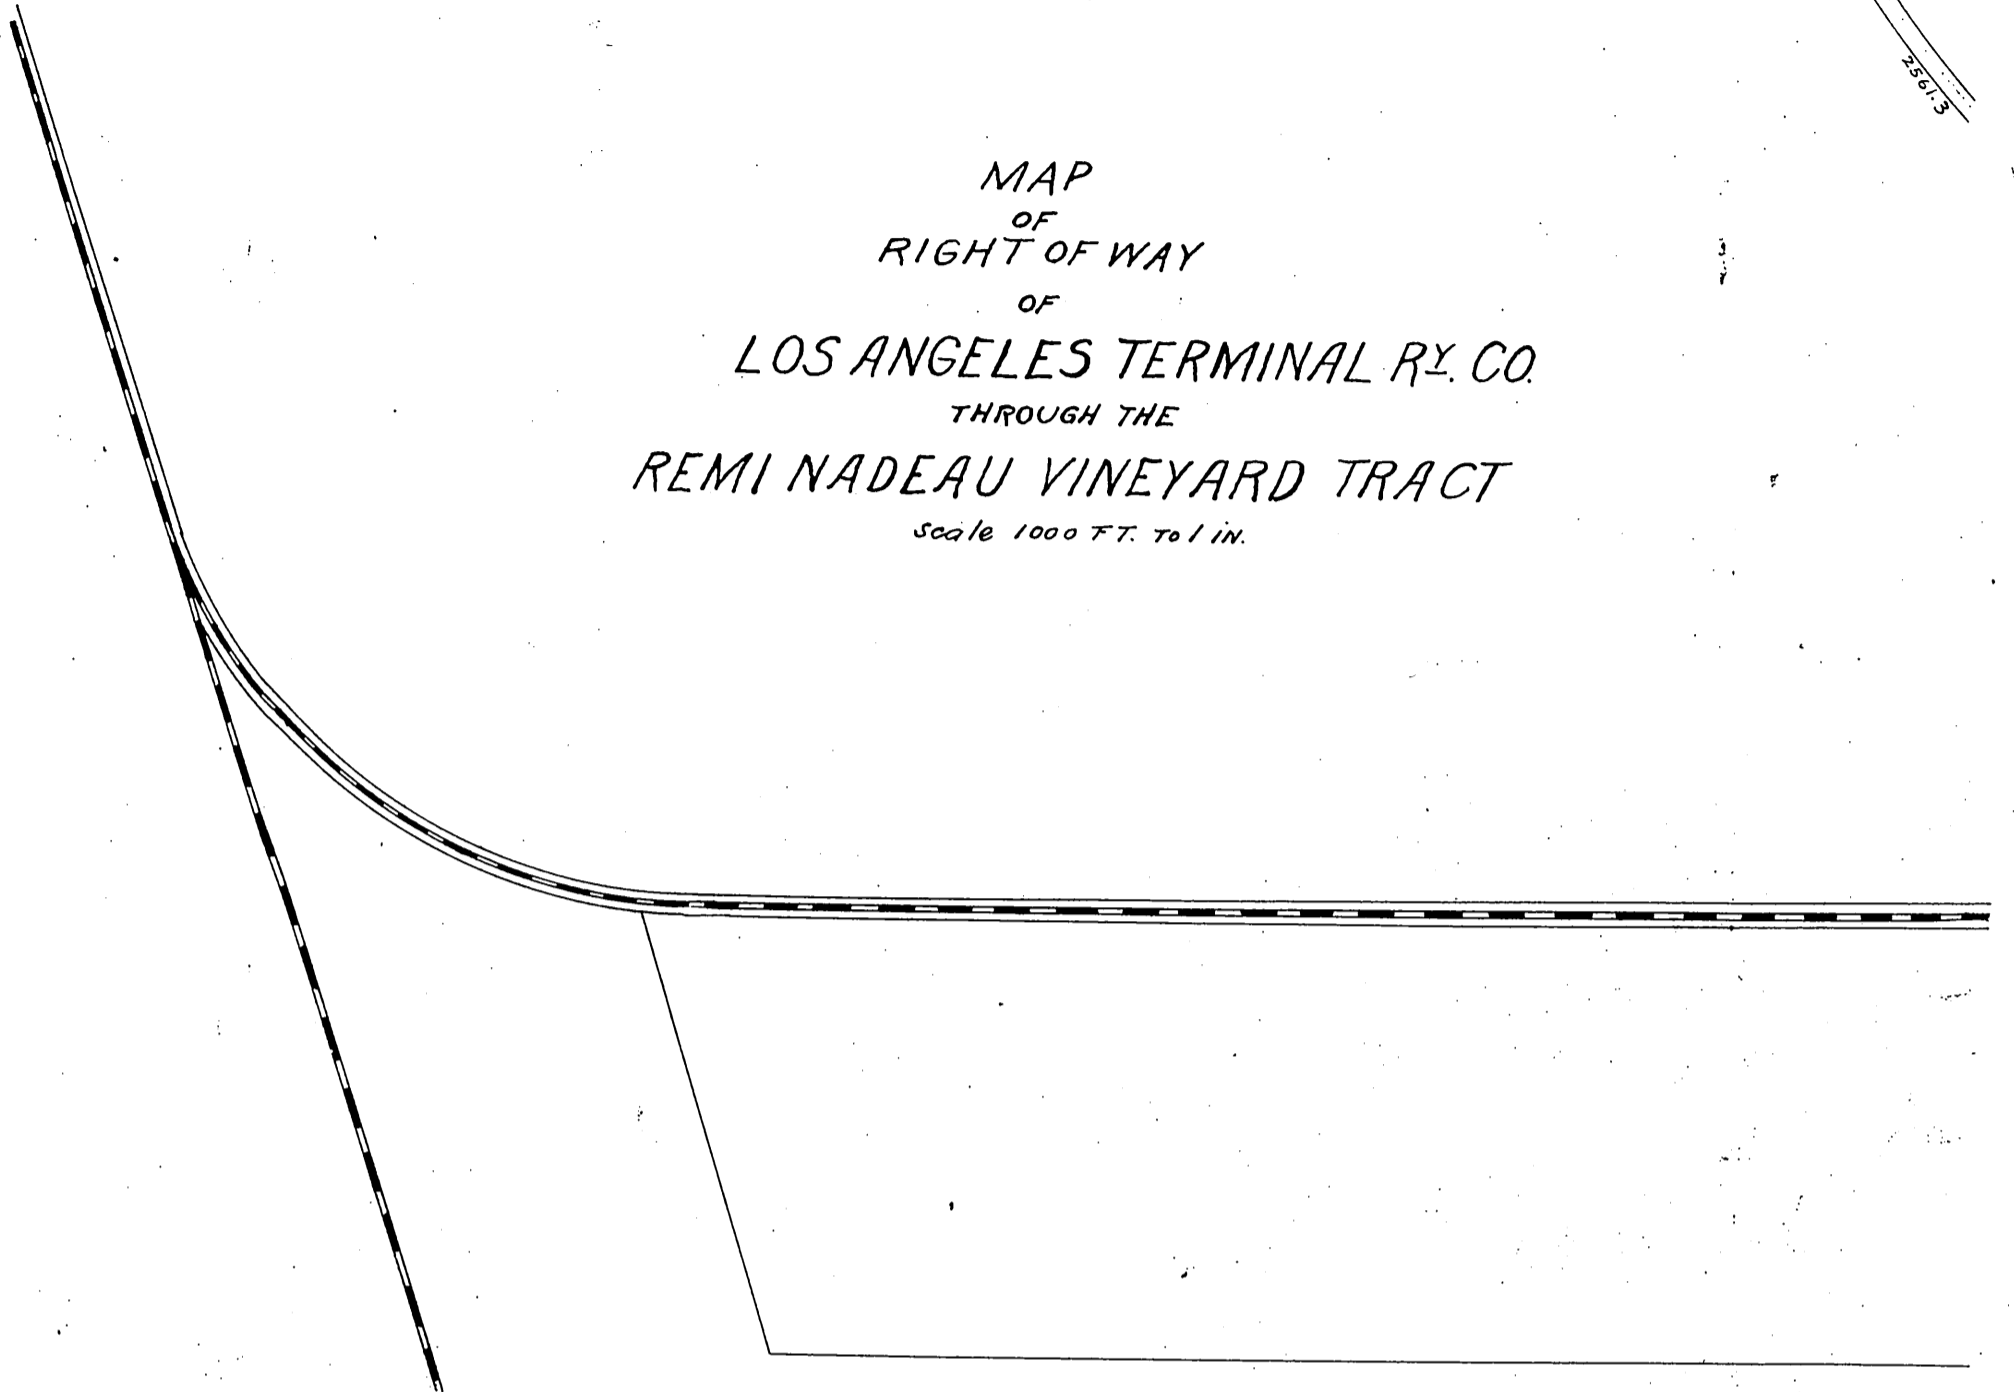 2561.3
MAP
OF
RIGHT OF WAY
OF
LOS ANGELES TERMINAL RY. CO.
THROUGH THE
REMI NADEAU VINEYARD TRACT
Scale 1000 FT. TO 1 IN.